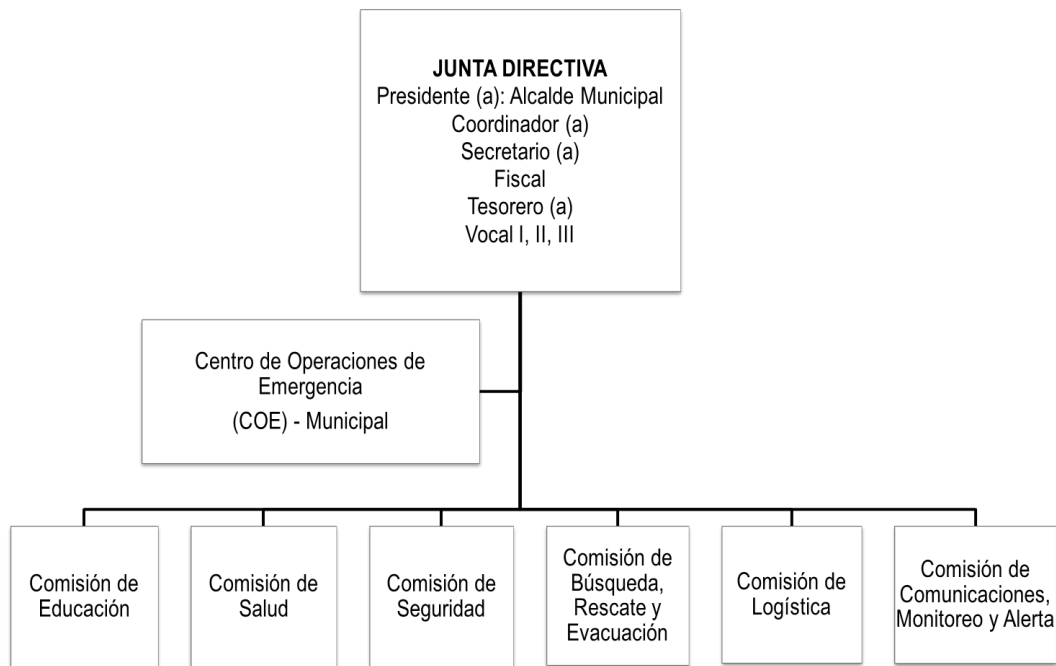 JUNTA DIRECTIVA
Presidente (a): Alcalde Municipal
Coordinador (a)
Secretario (a)
Fiscal
Tesorero (a)
Vocal I, II, III
Centro de Operaciones de
Emergencia
(COE) - Municipal
Comisión de
Educación
Comisión de
Salud
Comisión de
Seguridad
Comisión de
Búsqueda,
Rescate y
Evacuación
Comisión de
Logística
Comisión de
Comunicaciones,
Monitoreo y Alerta